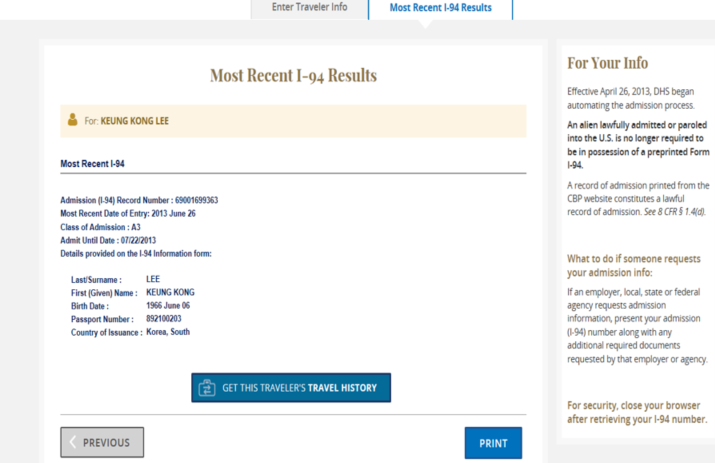 Enter Traveler Info
Most Recent I-94 Results
Most Recent I-94 Results
For: KEUNG KONG LEE
Most Recent I-94
Admission (I-94) Record Number : 69001699363
Most Recent Date of Entry: 2013 June 26
Class of Admission : A3
Admit Until Date : 07/22/2013
Details provided on the I-94 Information form:
Last/Surname : LEE
First (Given) Name : KEUNG KONG
Birth Date : 1966 June 06
Passport Number : 892100203
Country of Issuance : Korea, South
GET THIS TRAVELER'S TRAVEL HISTORY
PREVIOUS
PRINT
For Your Info
Effective April 26, 2013, DHS began
automating the admission process.
An alien lawfully admitted or paroled
into the U.S. is no longer required to
be in possession of a preprinted Form
I-94.
A record of admission printed from the
CBP website constitutes a lawful
record of admission. See 8 CFR § 1.4(d).
What to do if someone requests
your admission info:
If an employer, local, state or federal
agency requests admission
information, present your admission
(I-94) number along with any
additional required documents
requested by that employer or agency.
For security, close your browser
after retrieving your I-94 number.